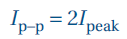 Iₚ₋ₚ = 2Iₚₑₐₖ